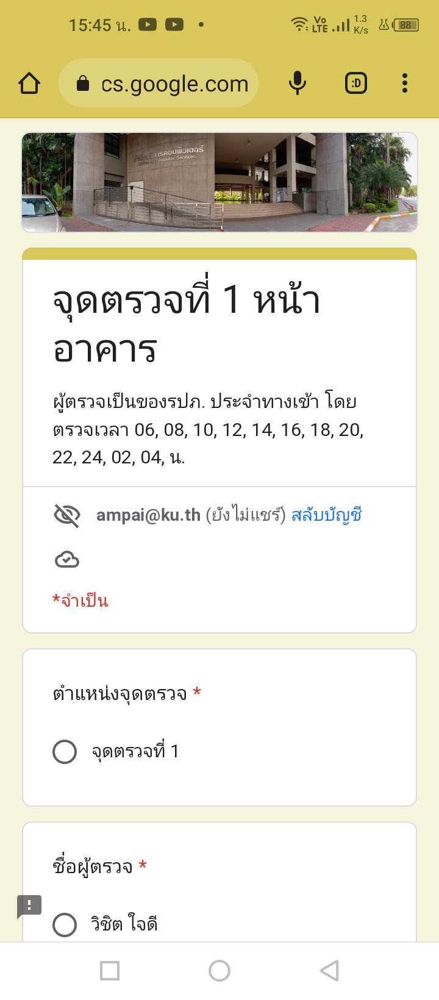 15:45 น.
Vo LTE 1.3 K/s 88
cs.google.com :D
สำนักบริการคอมพิวเตอร์
Office of Computer Services
จุดตรวจที่ 1 หน้า
อาคาร
ผู้ตรวจเป็นของรปภ. ประจำทางเข้า โดย
ตรวจเวลา 06, 08, 10, 12, 14, 16, 18, 20,
22, 24, 02, 04, น.
ampai@ku.th (ยังไม่แชร์) สลับบัญชี
*จำเป็น
ตำแหน่งจุดตรวจ *
จุดตรวจที่ 1
ชื่อผู้ตรวจ *
วิชิต ใจดี